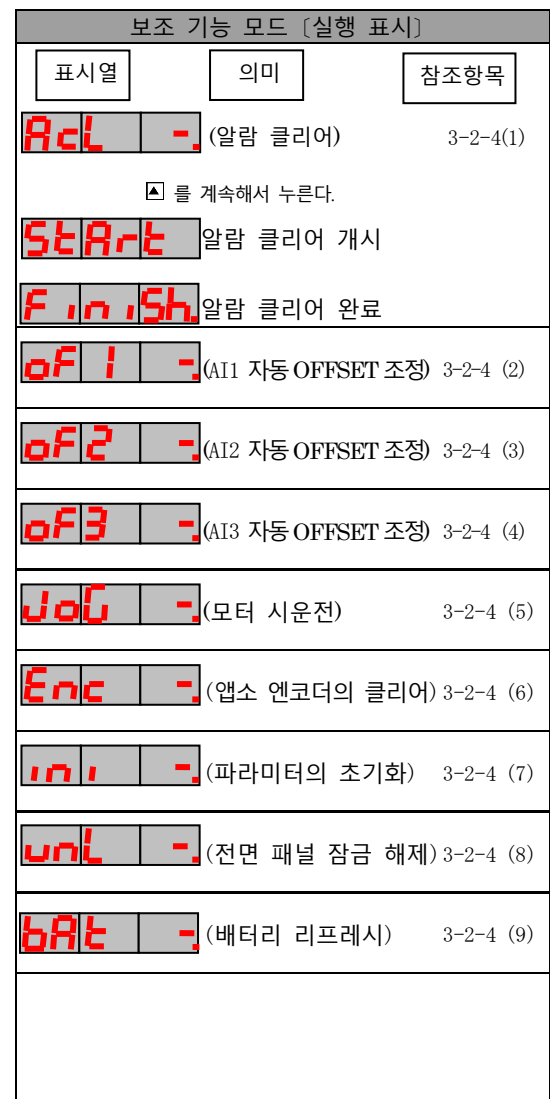 보조 기능 모드〔실행 표시〕
표시열 의미 참조항목
AcL -. (알람 클리어) 3-2-4(1)
▲ 를 계속해서 누른다.
StArt 알람 클리어 개시
FiniSh. 알람 클리어 완료
oF1 -. (AI1 자동 OFFSET 조정) 3-2-4 (2)
oF2 -. (AI2 자동 OFFSET 조정) 3-2-4 (3)
oF3 -. (AI3 자동 OFFSET 조정) 3-2-4 (4)
JoG -. (모터 시운전) 3-2-4 (5)
Enc -. (앱소 엔코더의 클리어) 3-2-4 (6)
ini -. (파라미터의 초기화) 3-2-4 (7)
unL -. (전면 패널 잠금 해제) 3-2-4 (8)
bAt -. (배터리 리프레시) 3-2-4 (9)